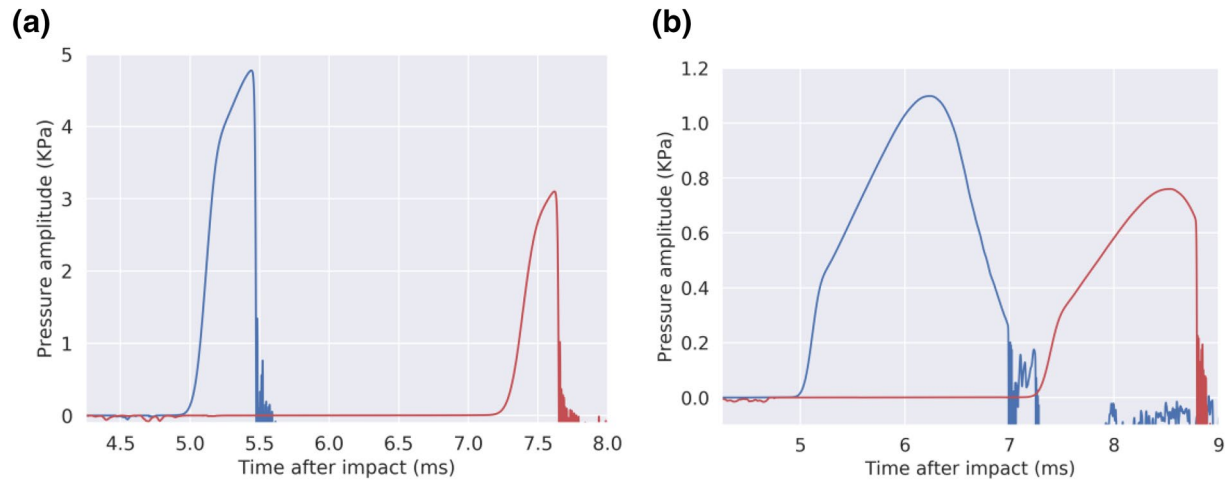 (a)
Pressure amplitude (KPa)
5
4
3
2
1
0
4.5 5.0 5.5 6.0 6.5 7.0 7.5 8.0
Time after impact (ms)
(b)
Pressure amplitude (KPa)
1.2
1.0
0.8
0.6
0.4
0.2
0.0
5 6 7 8 9
Time after impact (ms)